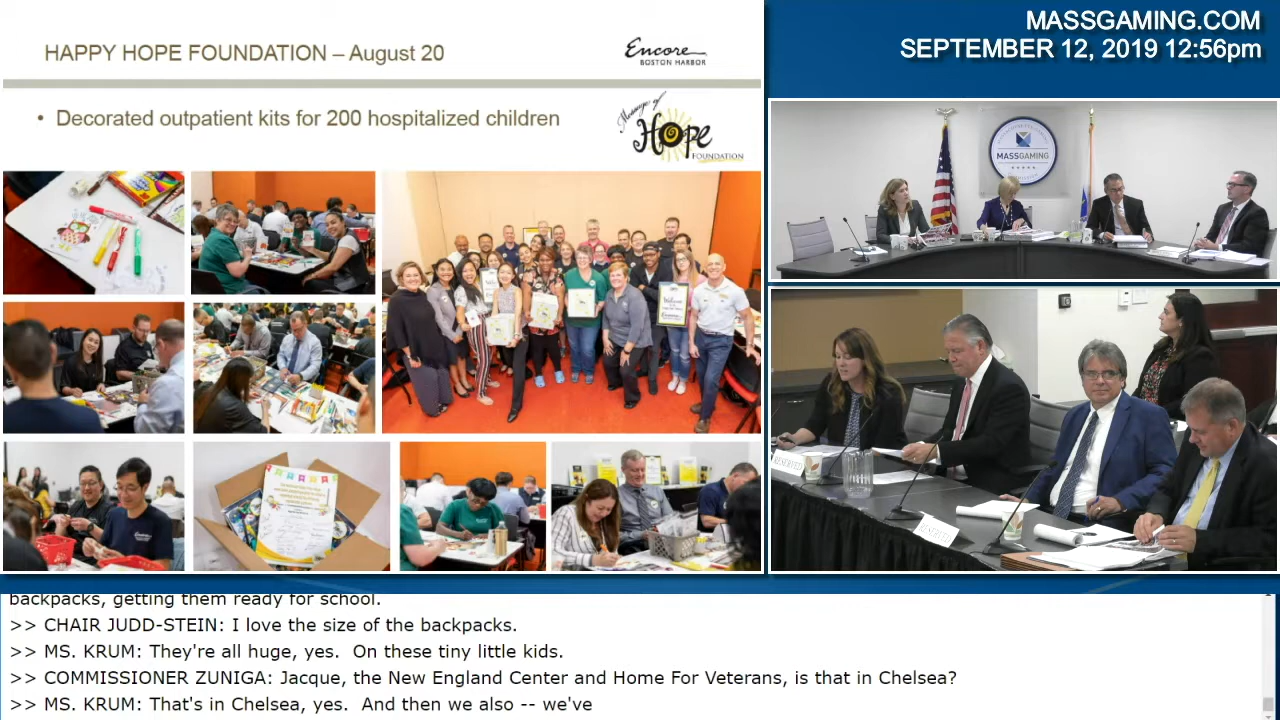 HAPPY HOPE FOUNDATION – August 20
Encore
BOSTON HARBOR
• Decorated outpatient kits for 200 hospitalized children
Message of
Hope
FOUNDATION
MASSGAMING.COM
SEPTEMBER 12, 2019 12:56pm
MASSGAMING
RESERVED
RESERVED
backpacks, getting them ready for school.
>> CHAIR JUDD-STEIN: I love the size of the backpacks.
>> MS. KRUM: They're all huge, yes.  On these tiny little kids.
>> COMMISSIONER ZUNIGA: Jacque, the New England Center and Home For Veterans, is that in Chelsea?
>> MS. KRUM: That's in Chelsea, yes.  And then we also -- we've